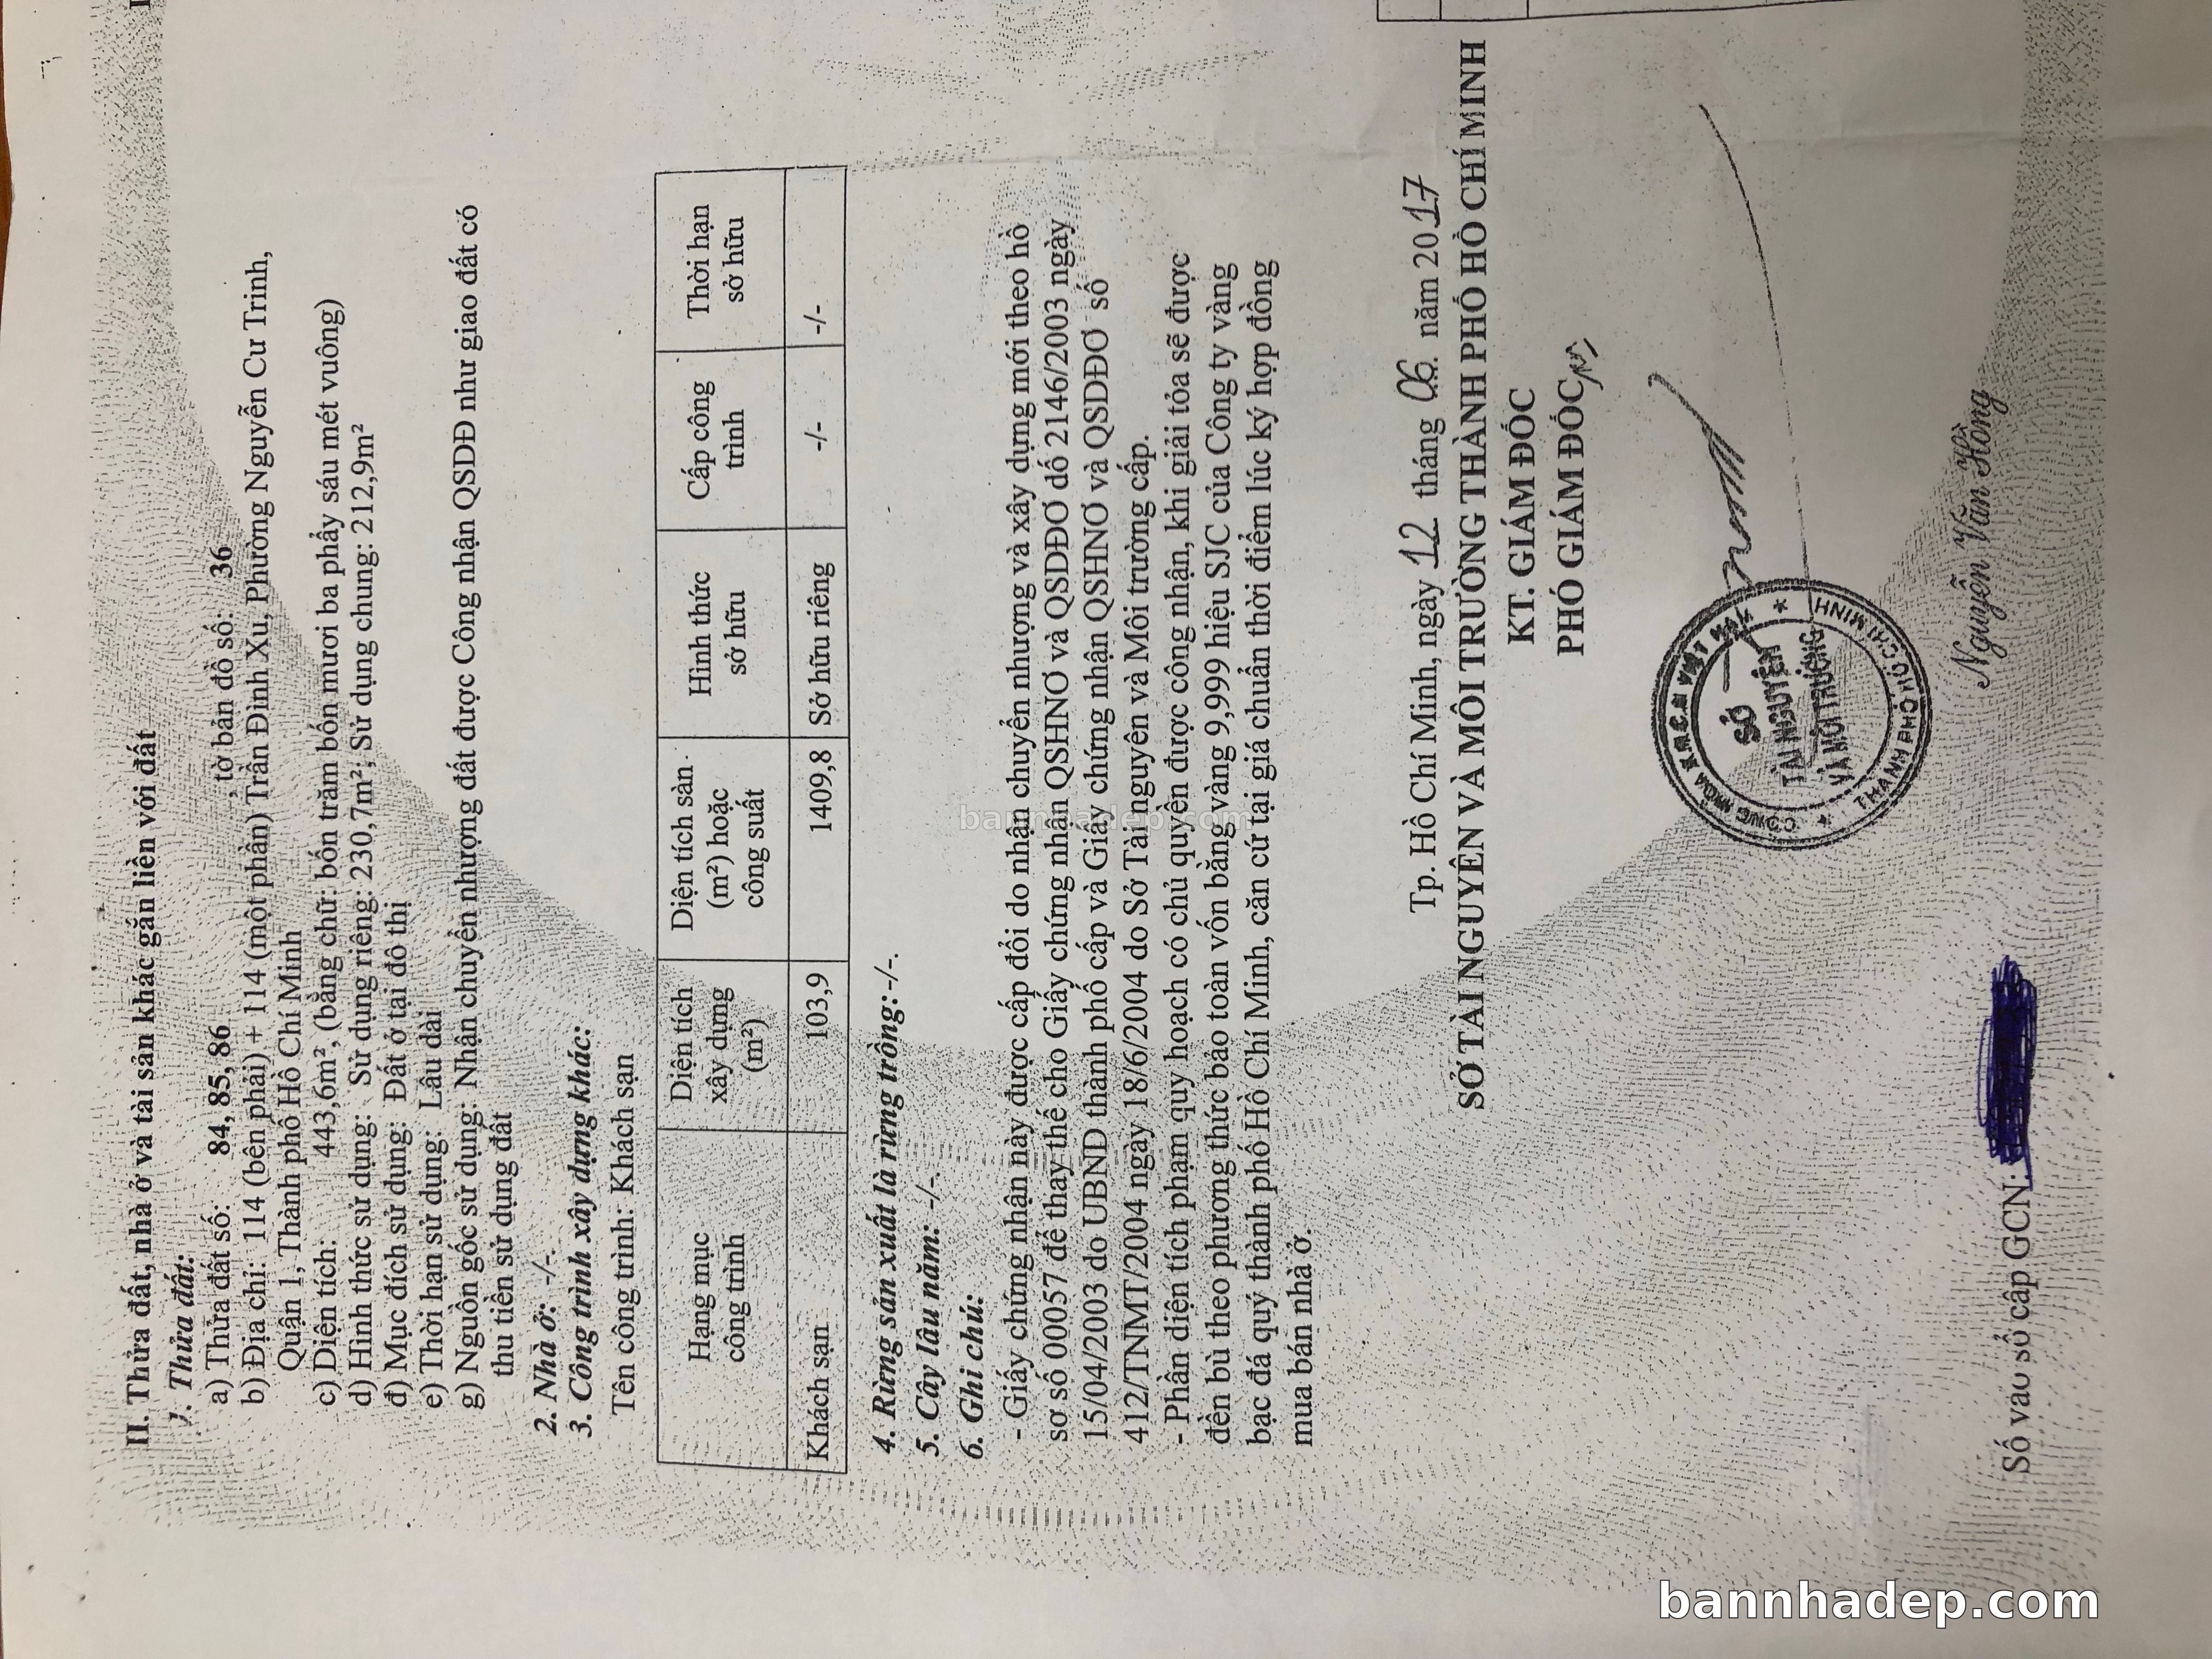 II. Thửa đất, nhà ở và tài sản khác gắn liền với đất
1. Thửa đất:
a) Thửa đất số: 84, 85, 86 , tờ bản đồ số: 36
b) Địa chỉ: 114 (bên phải) + 114 (một phần) Trần Đình Xu, Phường Nguyễn Cư Trinh,
Quận 1, Thành phố Hồ Chí Minh
c) Diện tích: 443,6m², (bằng chữ: bốn trăm bốn mươi ba phẩy sáu mét vuông)
d) Hình thức sử dụng: Sử dụng riêng: 230,7m²; Sử dụng chung: 212,9m²
đ) Mục đích sử dụng: Đất ở tại đô thị
e) Thời hạn sử dụng: Lâu dài
g) Nguồn gốc sử dụng: Nhận chuyển nhượng đất được Công nhận QSDĐ như giao đất có
thu tiền sử dụng đất
2. Nhà ở: -/-.
3. Công trình xây dựng khác:
Tên công trình: Khách sạn
Hạng mục công trình | Diện tích xây dựng (m²) | Diện tích sàn (m²) hoặc công suất | Hình thức sở hữu | Cấp công trình | Thời hạn sở hữu
Khách sạn | 103,9 | 1409,8 | Sở hữu riêng | -/- | -/-
4. Rừng sản xuất là rừng trồng: -/-.
5. Cây lâu năm: -/-.
6. Ghi chú:
- Giấy chứng nhận này được cấp đổi do nhận chuyển nhượng và xây dựng mới theo hồ
sơ số 00057 để thay thế cho Giấy chứng nhận QSHNƠ và QSDĐƠ dố 2146/2003 ngày
15/04/2003 do UBND thành phố cấp và Giấy chứng nhận QSHNƠ và QSDĐƠ số
412/TNMT/2004 ngày 18/6/2004 do Sở Tài nguyên và Môi trường cấp.
- Phần diện tích phạm quy hoạch có chủ quyền được công nhận, khi giải tỏa sẽ được
đền bù theo phương thức bảo toàn vốn bằng vàng 9,999 hiệu SJC của Công ty vàng
bạc đá quý thành phố Hồ Chí Minh, căn cứ tại giá chuẩn thời điểm lúc ký hợp đồng
mua bán nhà ở.
Tp. Hồ Chí Minh, ngày 12 tháng 06 năm 2017
SỞ TÀI NGUYÊN VÀ MÔI TRƯỜNG THÀNH PHỐ HỒ CHÍ MINH
KT. GIÁM ĐỐC
PHÓ GIÁM ĐỐC
SỞ
TÀI NGUYÊN
VÀ MÔI TRƯỜNG
THÀNH PHỐ HỒ CHÍ MINH
Nguyễn Văn Hồng
Số vào sổ cấp GCN:
bannhadep.com
bannhadep.com